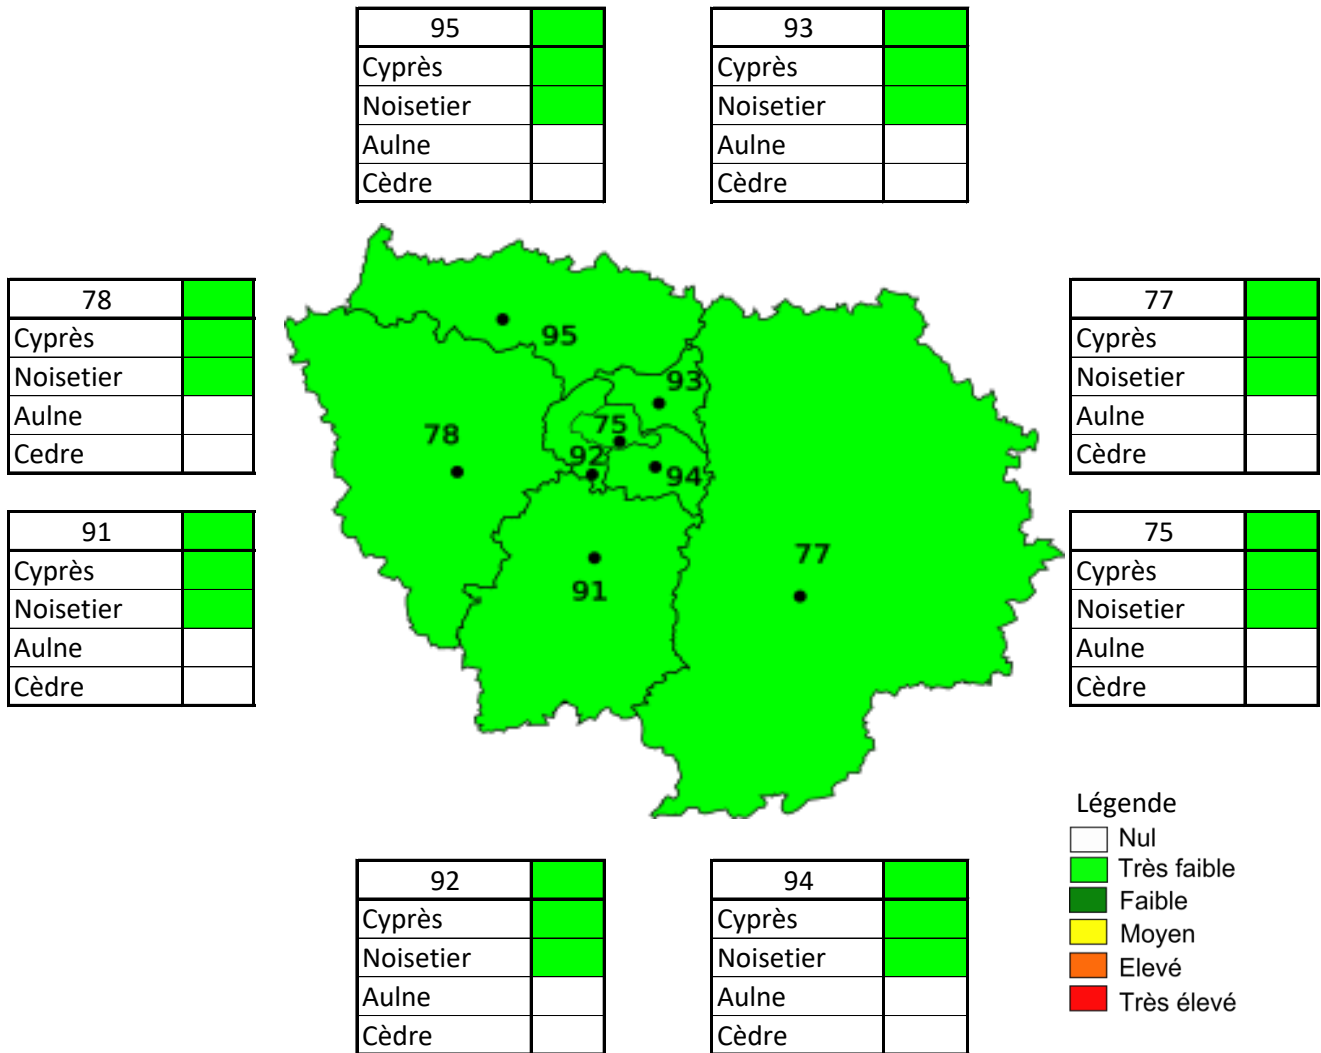 95
Cyprès
Noisetier
Aulne
Cèdre
93
Cyprès
Noisetier
Aulne
Cèdre
78
Cyprès
Noisetier
Aulne
Cedre
91
Cyprès
Noisetier
Aulne
Cèdre
95
93
75
78
92
94
91
77
77
Cyprès
Noisetier
Aulne
Cèdre
75
Cyprès
Noisetier
Aulne
Cèdre
92
Cyprès
Noisetier
Aulne
Cèdre
94
Cyprès
Noisetier
Aulne
Cèdre
Légende
Nul
Très faible
Faible
Moyen
Elevé
Très élevé